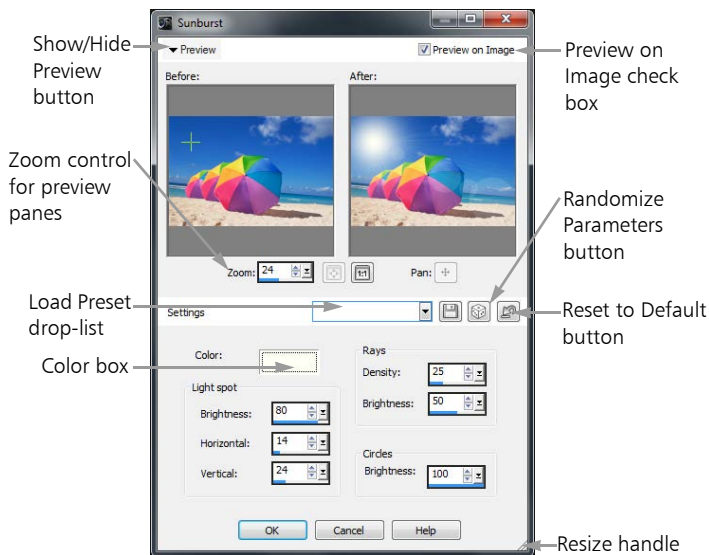 Sunburst
Show/Hide
Preview
button
Preview
Preview on Image
Preview on
Image check
box
Before:
After:
Zoom control
for preview
panes
Randomize
Parameters
button
Zoom: 24
1:1
Pan:
Load Preset
drop-list
Settings
Reset to Default
button
Color box
Color:
Light spot
Brightness: 80
Horizontal: 14
Vertical: 24
Rays
Density: 25
Brightness: 50
Circles
Brightness: 100
OK
Cancel
Help
Resize handle